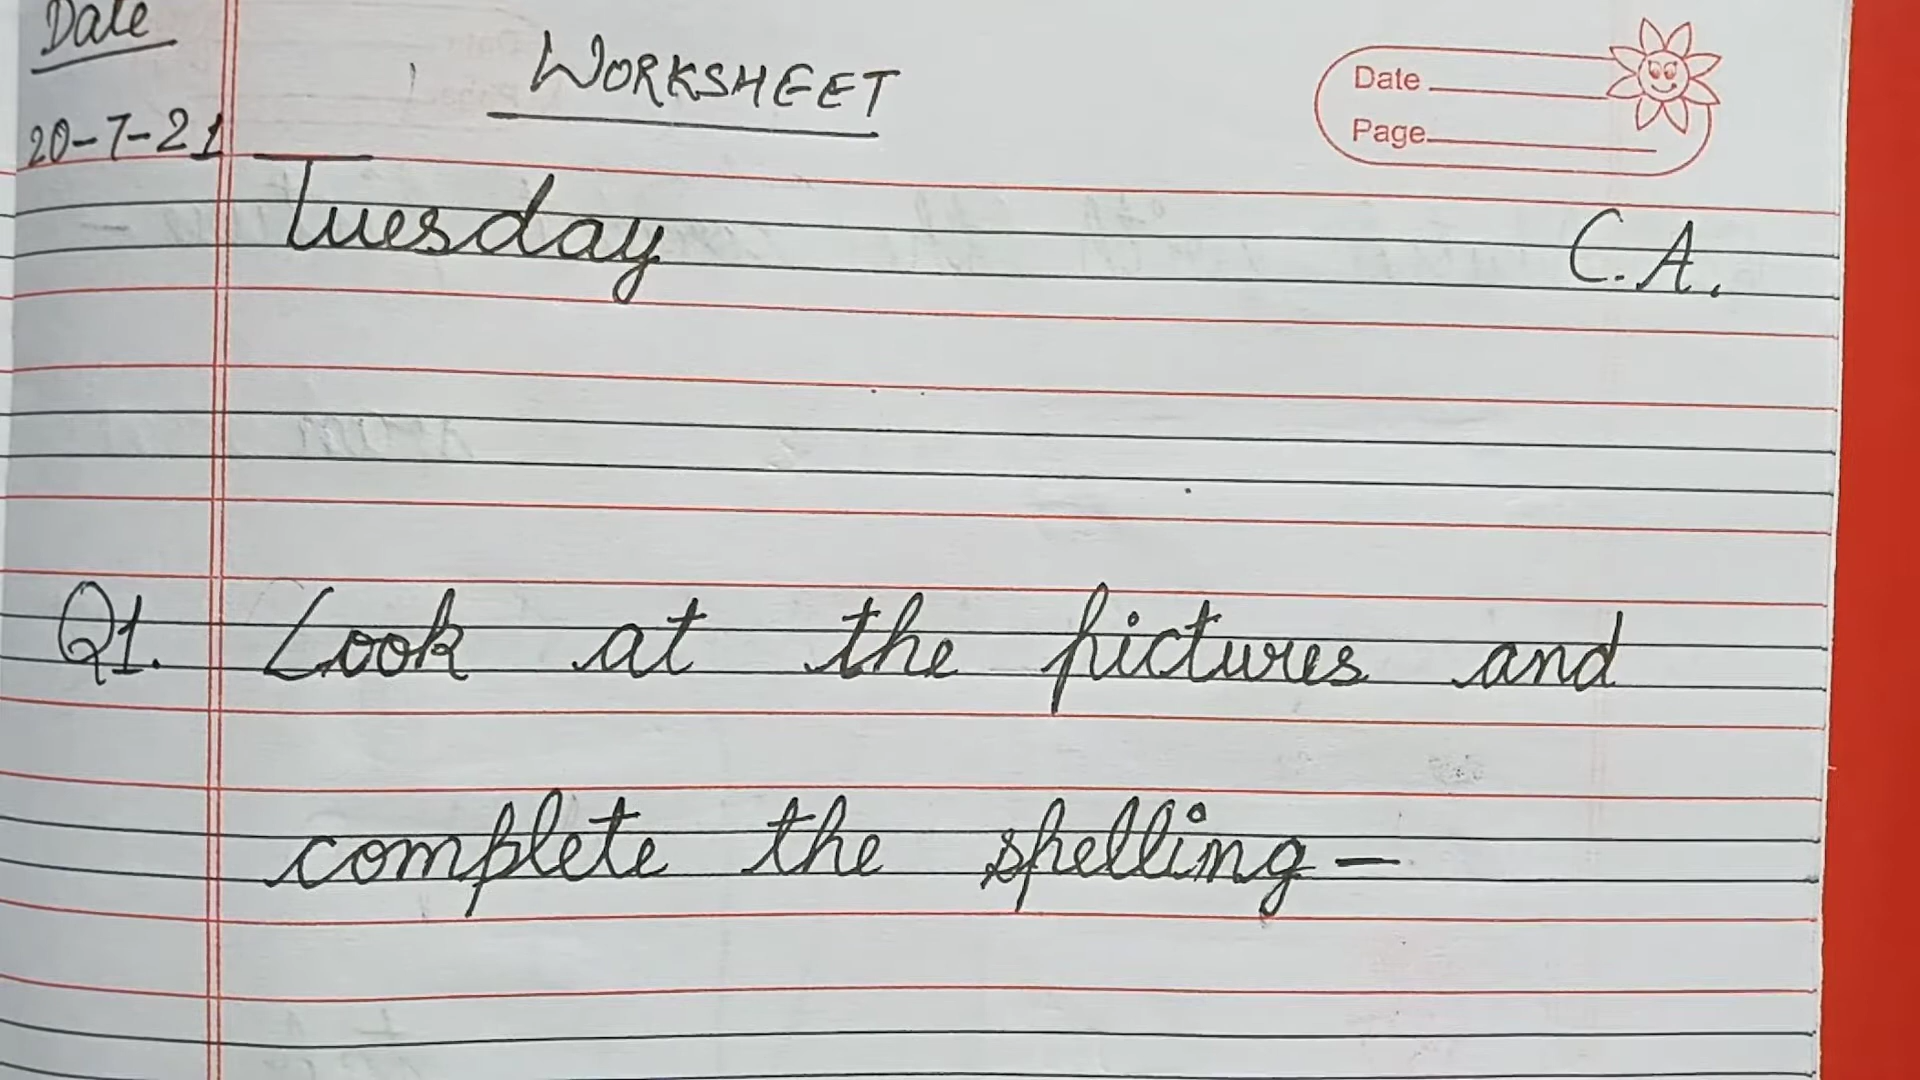 Date
WORKSHEET
Date
Page
20-7-21
Tuesday
C.A.
Q1. Look at the pictures and
complete the spelling -